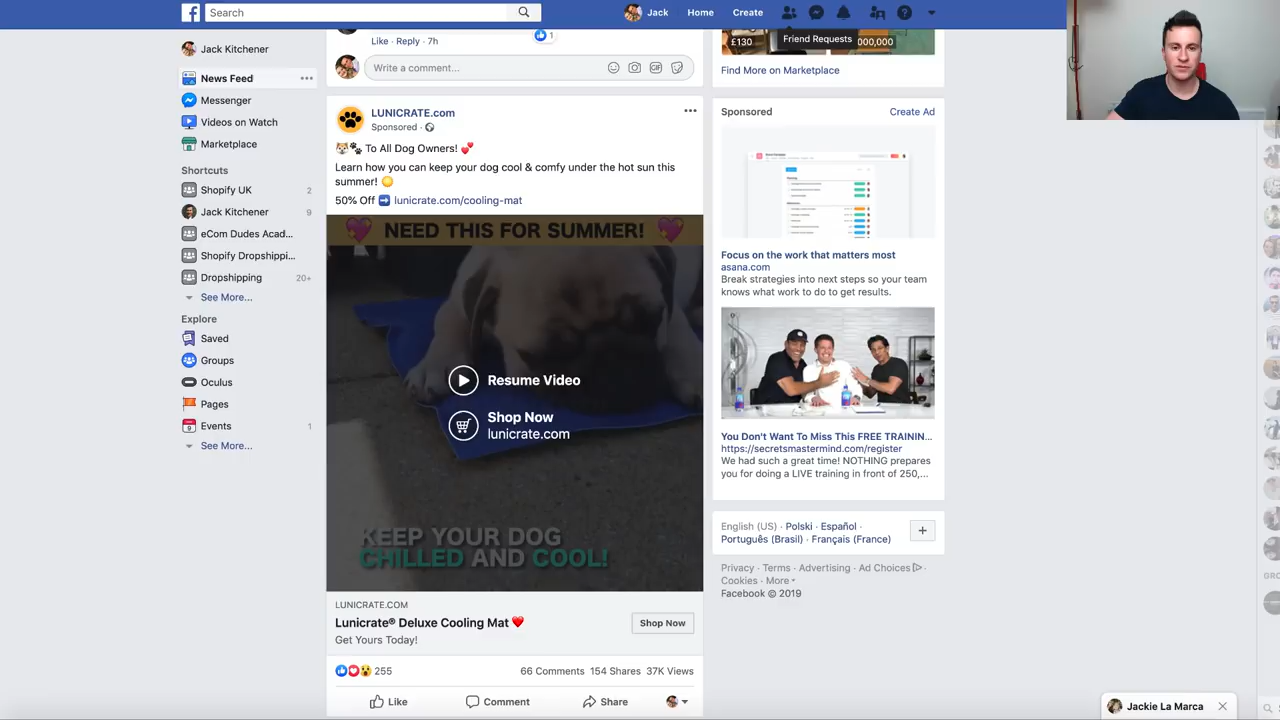 Search
Jack
Home
Create
Friend Requests
Jack Kitchener
News Feed
Messenger
Videos on Watch
Marketplace
Shortcuts
Shopify UK 2
Jack Kitchener 9
eCom Dudes Acad...
Shopify Dropshippi...
Dropshipping 20+
See More...
Explore
Saved
Groups
Oculus
Pages
Events 1
See More...
Like · Reply · 7h
1
Write a comment...
LUNICRATE.com
Sponsored ·
To All Dog Owners!
Learn how you can keep your dog cool & comfy under the hot sun this
summer!
50% Off lunicrate.com/cooling-mat
NEED THIS FOR SUMMER!
Resume Video
Shop Now
lunicrate.com
KEEP YOUR DOG
CHILLED AND COOL!
LUNICRATE.COM
Lunicrate® Deluxe Cooling Mat
Get Yours Today!
Shop Now
255
66 Comments 154 Shares 37K Views
Like
Comment
Share
£130
000,000
Find More on Marketplace
Sponsored
Create Ad
Focus on the work that matters most
asana.com
Break strategies into next steps so your team
knows what work to do to get results.
You Don't Want To Miss This FREE TRAININ...
https://secretsmastermind.com/register
We had such a great time! NOTHING prepares
you for doing a LIVE training in front of 250,...
English (US) · Polski · Español ·
Português (Brasil) · Français (France)
Privacy · Terms · Advertising · Ad Choices ·
Cookies · More
Facebook © 2019
Jackie La Marca